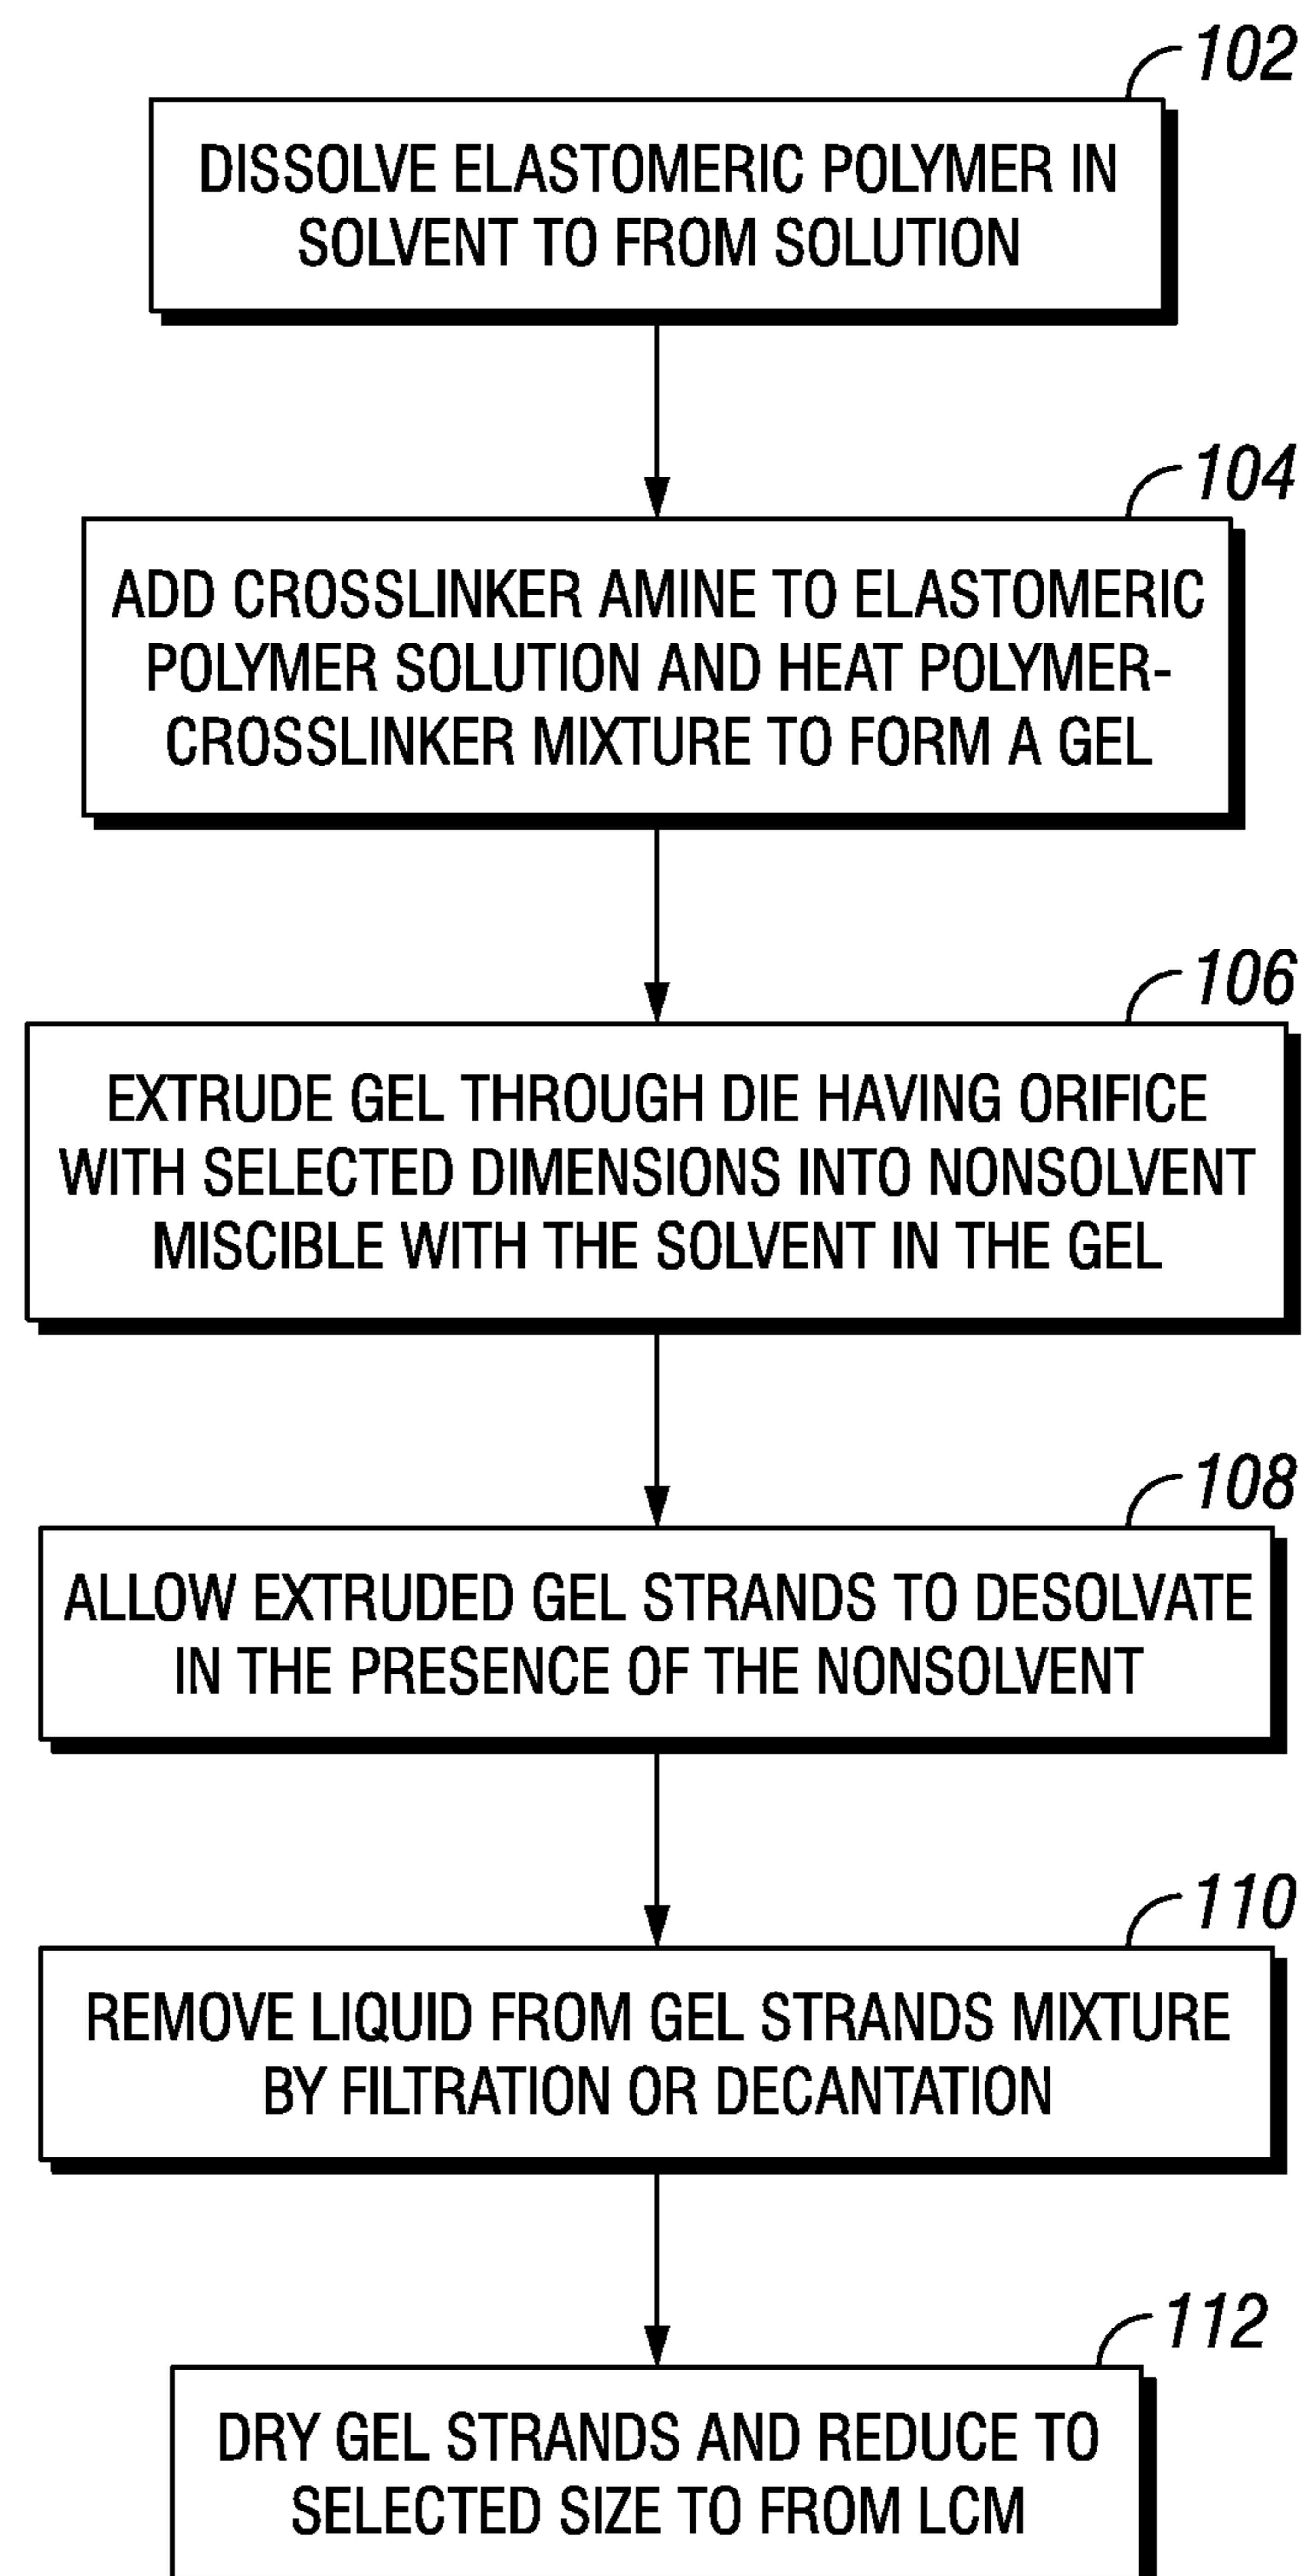 102
DISSOLVE ELASTOMERIC POLYMER IN
SOLVENT TO FROM SOLUTION
104
ADD CROSSLINKER AMINE TO ELASTOMERIC
POLYMER SOLUTION AND HEAT POLYMER-
CROSSLINKER MIXTURE TO FORM A GEL
106
EXTRUDE GEL THROUGH DIE HAVING ORIFICE
WITH SELECTED DIMENSIONS INTO NONSOLVENT
MISCIBLE WITH THE SOLVENT IN THE GEL
108
ALLOW EXTRUDED GEL STRANDS TO DESOLVATE
IN THE PRESENCE OF THE NONSOLVENT
110
REMOVE LIQUID FROM GEL STRANDS MIXTURE
BY FILTRATION OR DECANTATION
112
DRY GEL STRANDS AND REDUCE TO
SELECTED SIZE TO FROM LCM